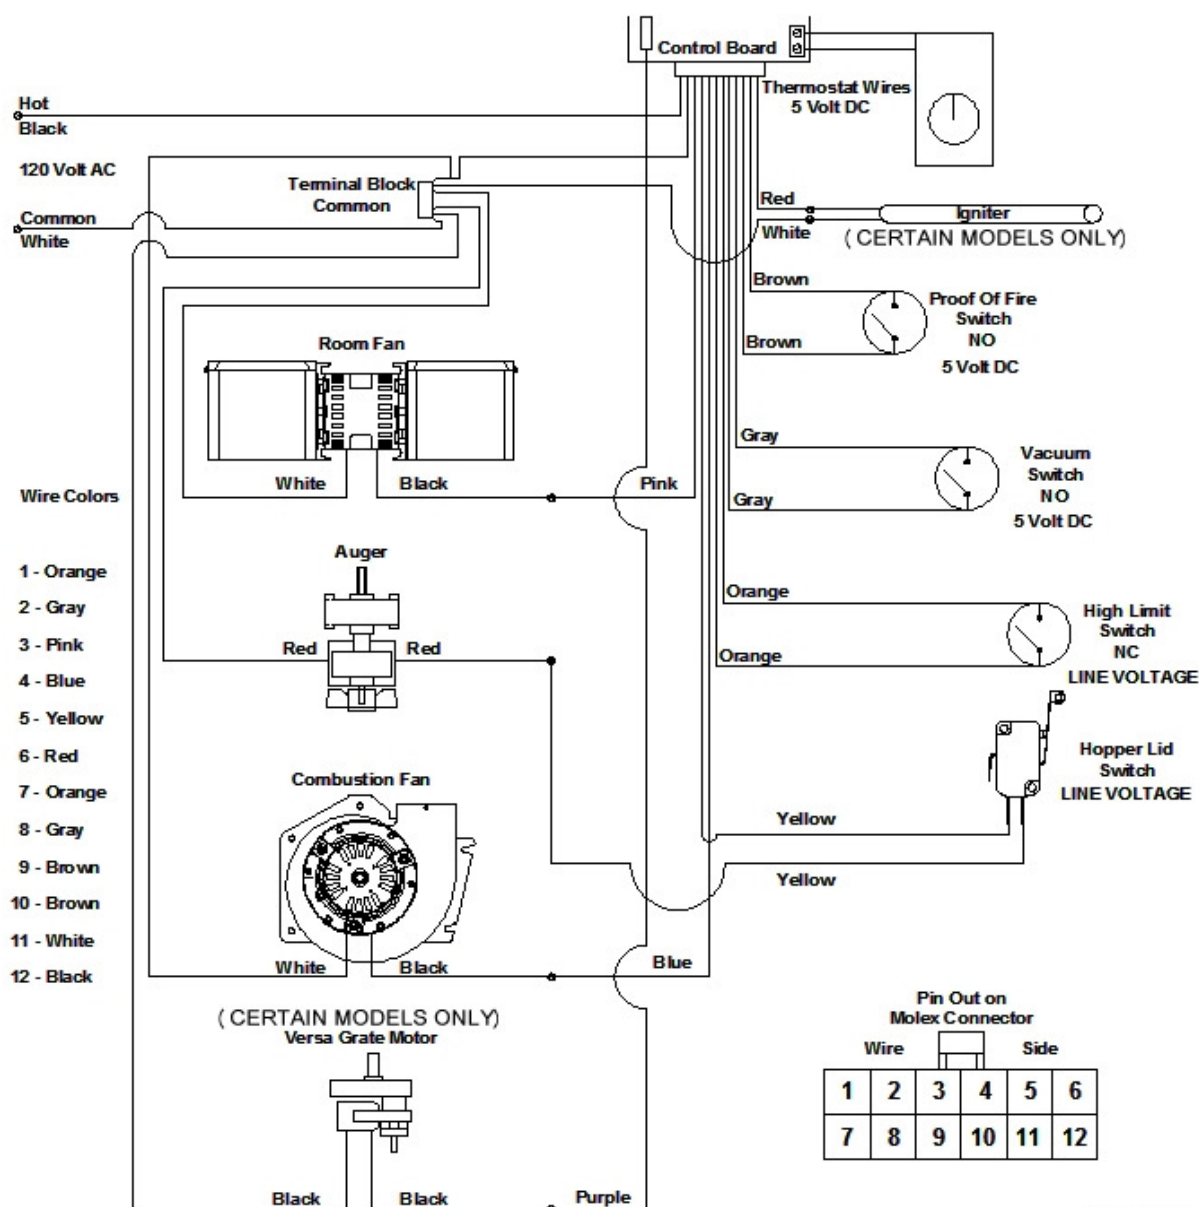 Control Board
Thermostat Wires
5 Volt DC
Hot
Black
120 Volt AC
Terminal Block
Common
Common
White
Red
Igniter
White
( CERTAIN MODELS ONLY)
Brown
Proof Of Fire
Switch
NO
5 Volt DC
Brown
Room Fan
Gray
Vacuum
Switch
NO
5 Volt DC
Gray
White
Black
Pink
Wire Colors
1 - Orange
2 - Gray
3 - Pink
4 - Blue
5 - Yellow
6 - Red
7 - Orange
8 - Gray
9 - Brown
10 - Brown
11 - White
12 - Black
Auger
Red
Red
Orange
High Limit
Switch
NC
LINE VOLTAGE
Orange
Hopper Lid
Switch
LINE VOLTAGE
Combustion Fan
Yellow
Yellow
White
Black
Blue
( CERTAIN MODELS ONLY)
Versa Grate Motor
Black
Black
Purple
Pin Out on
Molex Connector
Wire Side
1 2 3 4 5 6
7 8 9 10 11 12